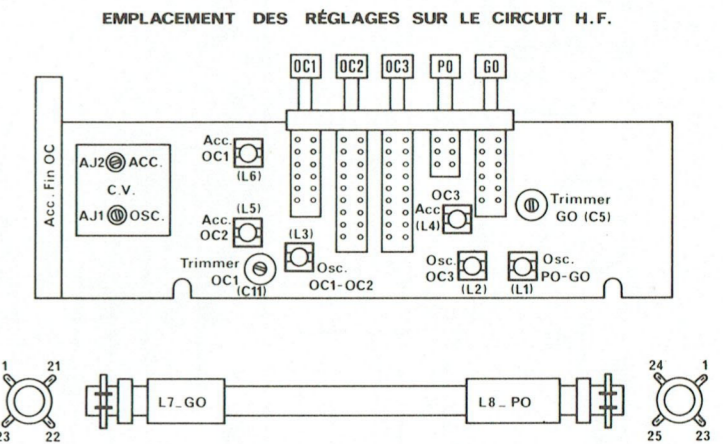 EMPLACEMENT DES RÉGLAGES SUR LE CIRCUIT H.F.
OC1 OC2 OC3 PO GO
Acc. Fin OC
AJ2 ACC.
C.V.
AJ1 OSC.
Acc.
OC1
(L6)
(L5)
Acc.
OC2
Trimmer
OC1
(C11)
(L3)
Osc.
OC1-OC2
OC3
Acc
(L4)
Trimmer
GO (C5)
Osc.
OC3
(L2)
Osc.
PO-GO
(L1)
1 21
23 22
L7_GO
L8_PO
24 1
25 23